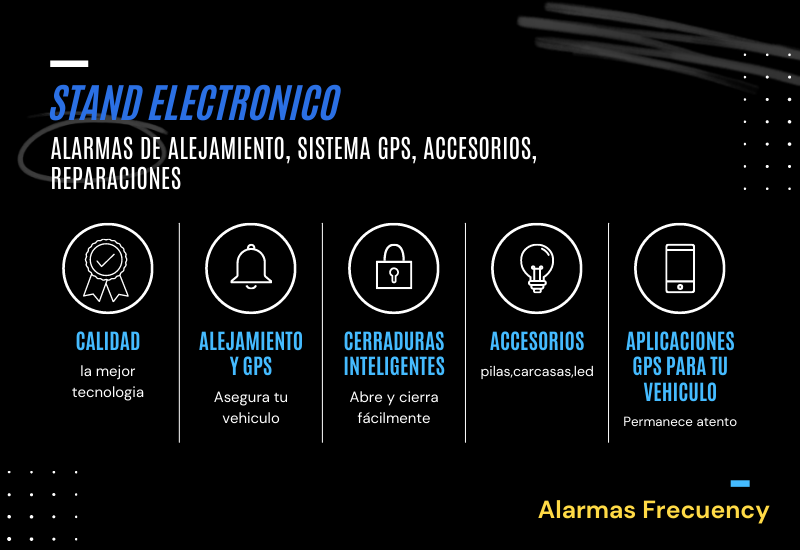 STAND ELECTRONICO
ALARMAS DE ALEJAMIENTO, SISTEMA GPS, ACCESORIOS,
REPARACIONES
CALIDAD
la mejor
tecnologia
ALEJAMIENTO
Y GPS
Asegura tu
vehiculo
CERRADURAS
INTELIGENTES
Abre y cierra
fácilmente
ACCESORIOS
pilas,carcasas,led
APLICACIONES
GPS PARA TU
VEHICULO
Permanece atento
Alarmas Frecuency